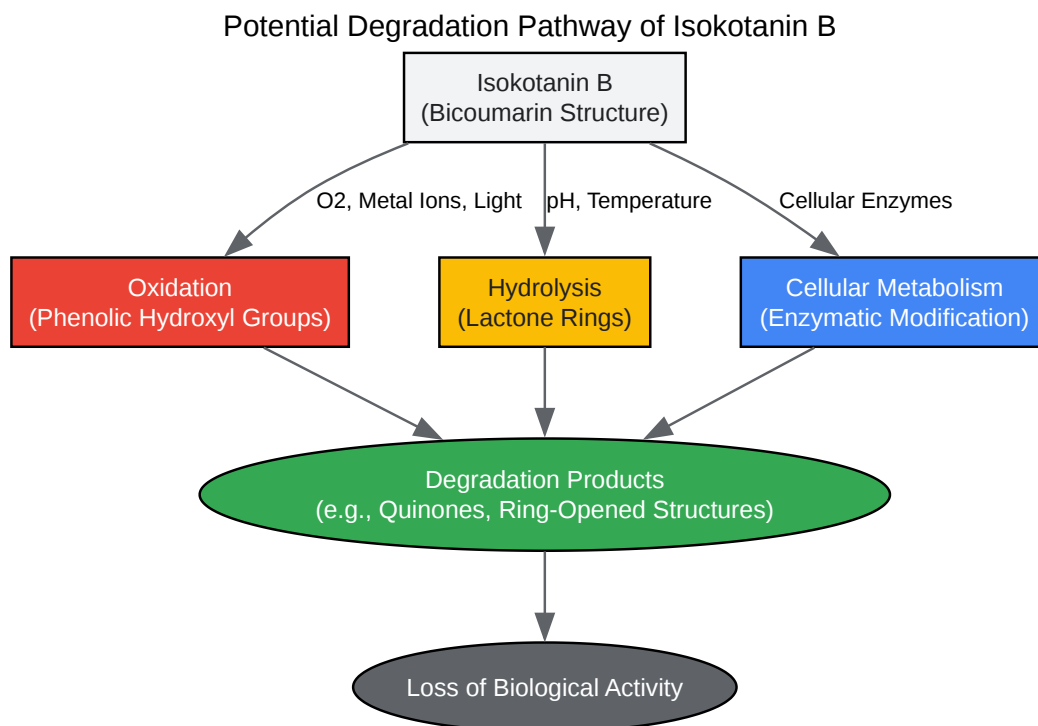 Potential Degradation Pathway of Isokotanin B
Isokotanin B
(Bicoumarin Structure)
O2, Metal Ions, Light
pH, Temperature
Cellular Enzymes
Oxidation
(Phenolic Hydroxyl Groups)
Hydrolysis
(Lactone Rings)
Cellular Metabolism
(Enzymatic Modification)
Degradation Products
(e.g., Quinones, Ring-Opened Structures)
Loss of Biological Activity